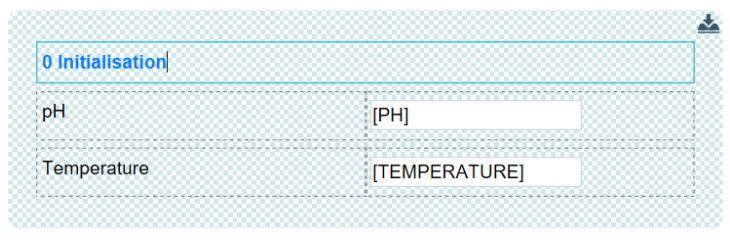 0 Initialisation
pH [PH]
Temperature [TEMPERATURE]